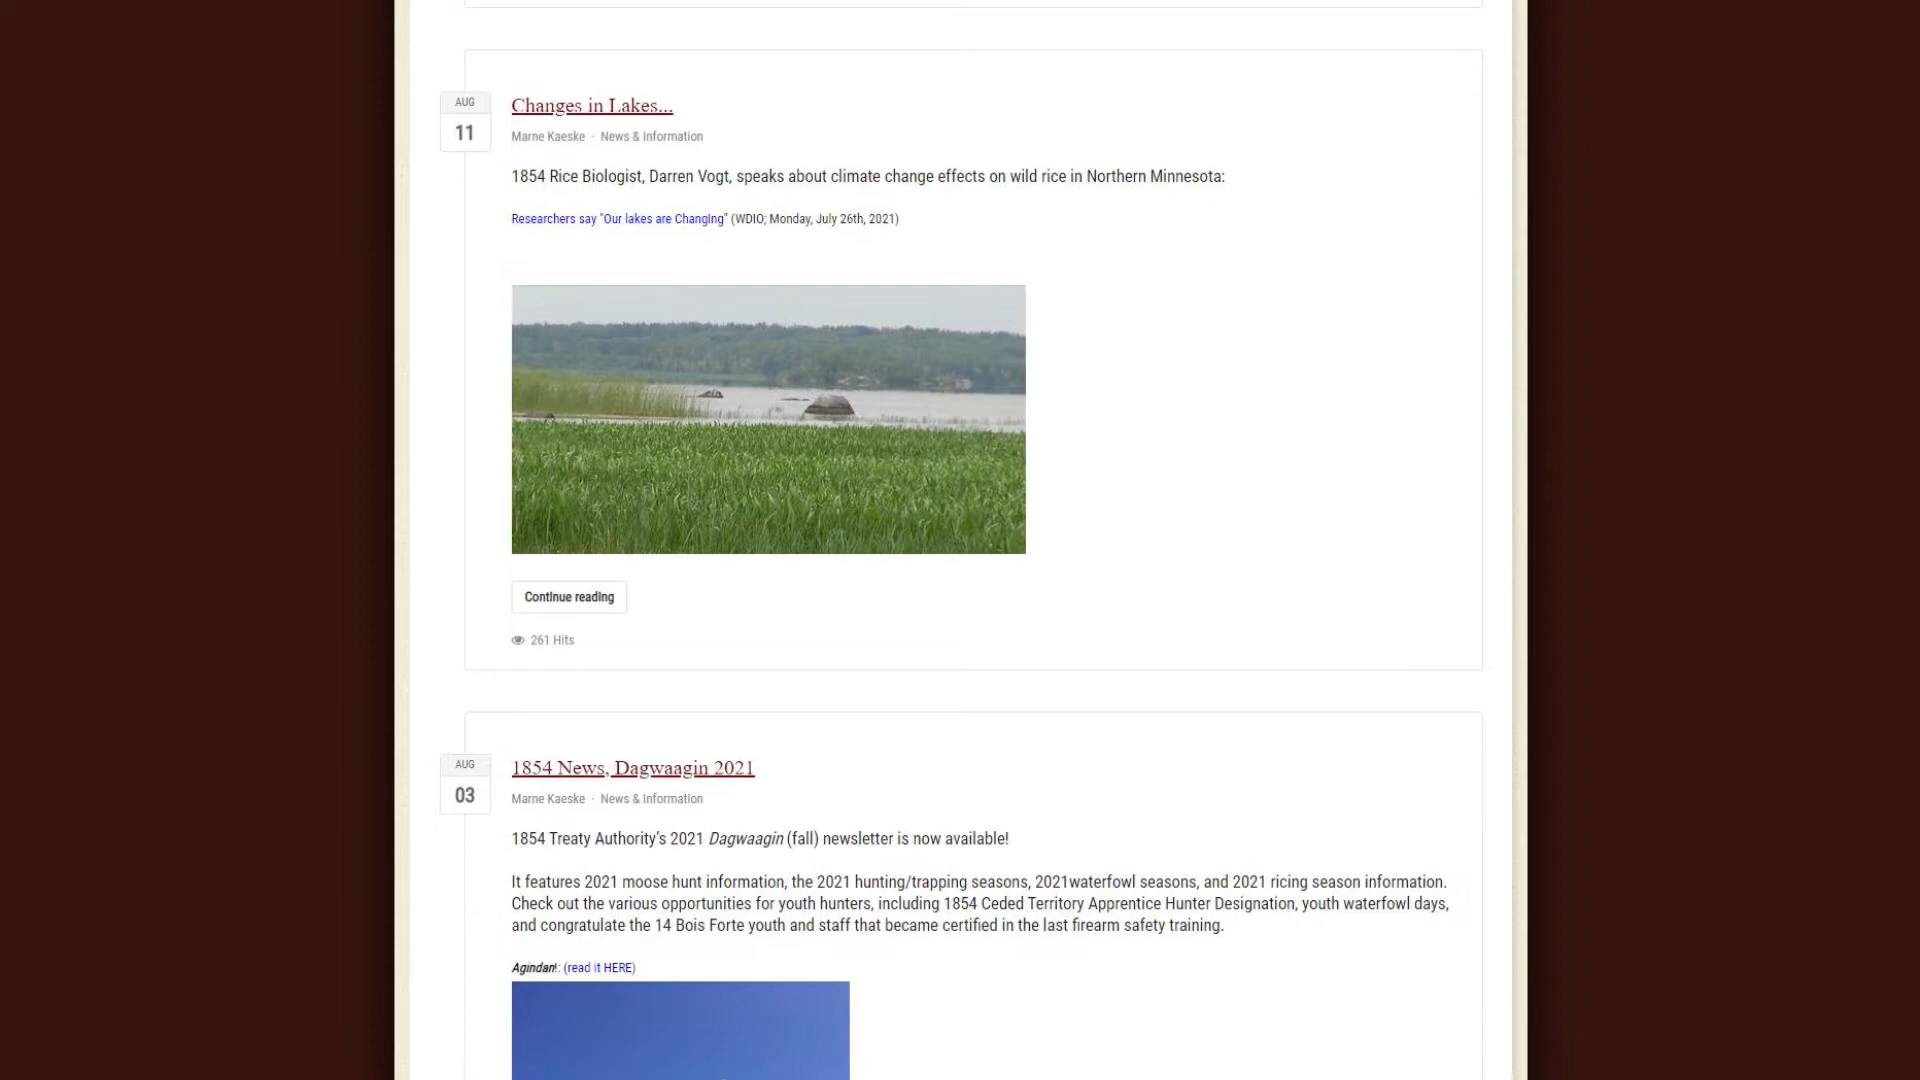 AUG
11
Changes in Lakes...
Marne Kaeske · News & Information
1854 Rice Biologist, Darren Vogt, speaks about climate change effects on wild rice in Northern Minnesota:
Researchers say "Our lakes are Changing" (WDIO; Monday, July 26th, 2021)
Continue reading
261 Hits
AUG
03
1854 News, Dagwaagin 2021
Marne Kaeske · News & Information
1854 Treaty Authority's 2021 Dagwaagin (fall) newsletter is now available!
It features 2021 moose hunt information, the 2021 hunting/trapping seasons, 2021waterfowl seasons, and 2021 ricing season information.
Check out the various opportunities for youth hunters, including 1854 Ceded Territory Apprentice Hunter Designation, youth waterfowl days,
and congratulate the 14 Bois Forte youth and staff that became certified in the last firearm safety training.
Agindan!: (read it HERE)